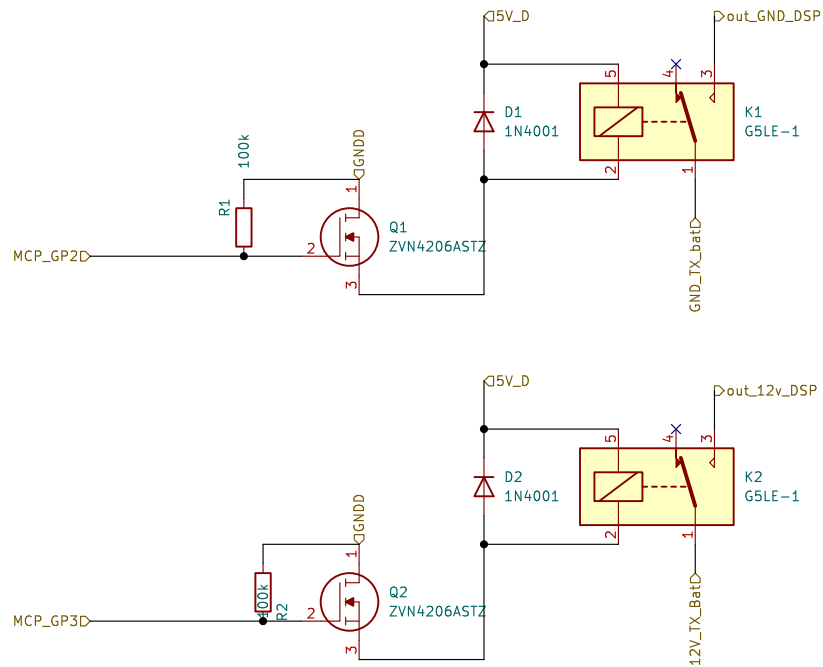 5V_D
out_GND_DSP
5
4
3
D1
1N4001
K1
G5LE-1
100k
GNDD
R1
1
2
1
Q1
ZVN4206ASTZ
2
MCP_GP2
3
GND_TX_bat
5V_D
out_12v_DSP
5
4
3
D2
1N4001
K2
G5LE-1
GNDD
1
2
1
100k
R2
Q2
ZVN4206ASTZ
2
MCP_GP3
3
12V_TX_Bat